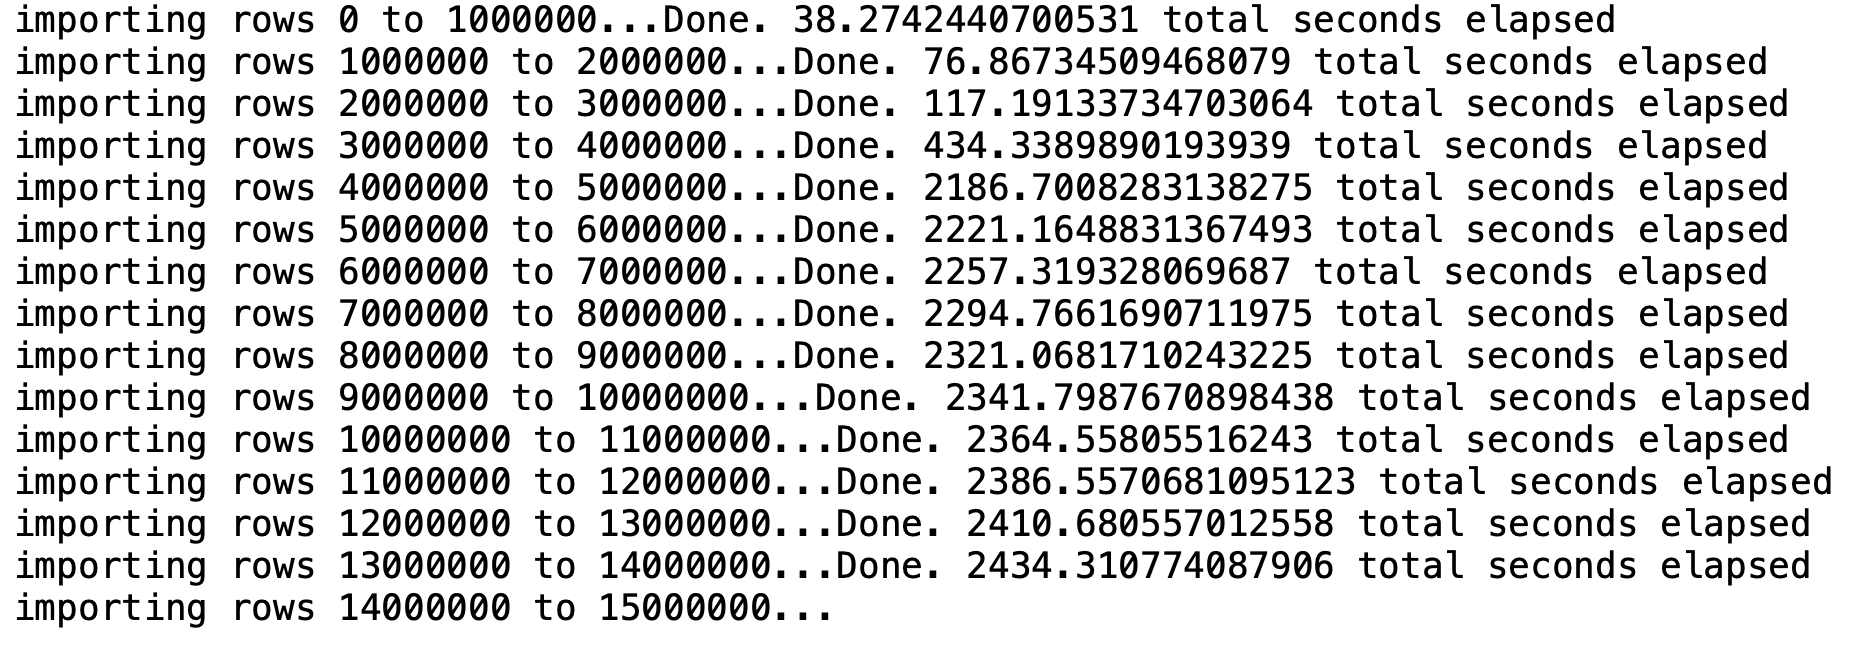 importing rows 0 to 1000000...Done. 38.2742440700531 total seconds elapsed
importing rows 1000000 to 2000000...Done. 76.86734509468079 total seconds elapsed
importing rows 2000000 to 3000000...Done. 117.19133734703064 total seconds elapsed
importing rows 3000000 to 4000000...Done. 434.3389890193939 total seconds elapsed
importing rows 4000000 to 5000000...Done. 2186.7008283138275 total seconds elapsed
importing rows 5000000 to 6000000...Done. 2221.1648831367493 total seconds elapsed
importing rows 6000000 to 7000000...Done. 2257.319328069687 total seconds elapsed
importing rows 7000000 to 8000000...Done. 2294.7661690711975 total seconds elapsed
importing rows 8000000 to 9000000...Done. 2321.0681710243225 total seconds elapsed
importing rows 9000000 to 10000000...Done. 2341.7987670898438 total seconds elapsed
importing rows 10000000 to 11000000...Done. 2364.55805516243 total seconds elapsed
importing rows 11000000 to 12000000...Done. 2386.5570681095123 total seconds elapsed
importing rows 12000000 to 13000000...Done. 2410.680557012558 total seconds elapsed
importing rows 13000000 to 14000000...Done. 2434.310774087906 total seconds elapsed
importing rows 14000000 to 15000000...